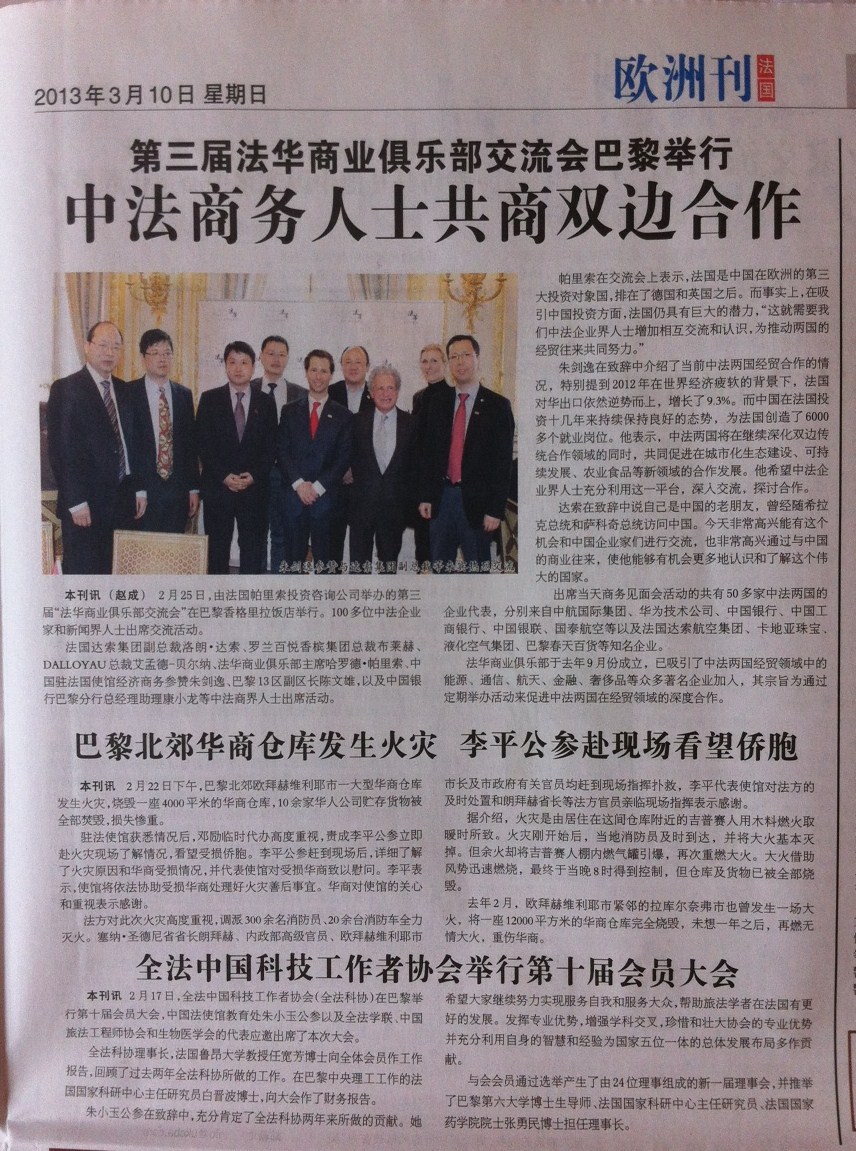 2013年3月10日 星期日
欧洲刊
法国
第三届法华商业俱乐部交流会巴黎举行
中法商务人士共商双边合作
朱剑逸参赞与达索集团副总裁等来宾热烈交流
本刊讯 (赵成) 2月25日,由法国帕里索投资咨询公司举办的第三
届“法华商业俱乐部交流会”在巴黎香格里拉饭店举行。100多位中法企业
家和新闻界人士出席交流活动。
法国达索集团副总裁洛朗·达索、罗兰百悦香槟集团总裁布莱赫、
DALLOYAU总裁艾孟德-贝尔纳、法华商业俱乐部主席哈罗德·帕里索、中
国驻法国使馆经济商务参赞朱剑逸、巴黎13区副区长陈文雄,以及中国银
行巴黎分行总经理助理康小龙等中法商界人士出席活动。
帕里索在交流会上表示,法国是中国在欧洲的第三
大投资对象国,排在了德国和英国之后。而事实上,在吸
引中国投资方面,法国仍具有巨大的潜力,“这就需要我
们中法企业界人士增加相互交流和认识,为推动两国的
经贸往来共同努力。”
朱剑逸在致辞中介绍了当前中法两国经贸合作的情
况,特别提到2012年在世界经济疲软的背景下,法国
对华出口依然逆势而上,增长了9.3%。而中国在法国投
资十几年来持续保持良好的态势,为法国创造了6000
多个就业岗位。他表示,中法两国将在继续深化双边传
统合作领域的同时,共同促进在城市化生态建设、可持
续发展、农业食品等新领域的合作发展。他希望中法企
业界人士充分利用这一平台,深入交流,探讨合作。
达索在致辞中说自己是中国的老朋友,曾经随希拉
克总统和萨科奇总统访问中国。今天非常高兴能有这个
机会和中国企业家们进行交流,也非常高兴通过与中国
的商业往来,使他能够有机会更多地认识和了解这个伟
大的国家。
出席当天商务见面会活动的共有50多家中法两国的
企业代表,分别来自中航国际集团、华为技术公司、中国银行、中国工
商银行、中国银联、国泰航空等以及法国达索航空集团、卡地亚珠宝、
液化空气集团、巴黎春天百货等知名企业。
法华商业俱乐部于去年9月份成立,已吸引了中法两国经贸领域中的
能源、通信、航天、金融、奢侈品等众多著名企业加入,其宗旨为通过
定期举办活动来促进中法两国在经贸领域的深度合作。
巴黎北郊华商仓库发生火灾 李平公参赴现场看望侨胞
本刊讯 2月22日下午,巴黎北郊欧拜赫维利耶市一大型华商仓库
发生火灾,烧毁一座4000平米的华商仓库,10余家华人公司贮存货物被
全部焚毁,损失惨重。
驻法使馆获悉情况后,邓励临时代办高度重视,责成李平公参立即
赴火灾现场了解情况,看望受损侨胞。李平公参赶到现场后,详细了解
了火灾原因和华商受损情况,并代表使馆对受损华商致以慰问。李平表
示,使馆将依法协助受损华商处理好火灾善后事宜。华商对使馆的关心
和重视表示感谢。
法方对此次火灾高度重视,调派300余名消防员、20余台消防车全力
灭火。塞纳·圣德尼省省长朗拜赫、内政部高级官员、欧拜赫维利耶市
市长及市政府有关官员均赶到现场指挥扑救,李平代表使馆对法方的
及时处置和朗拜赫省长等法方官员亲临现场指挥表示感谢。
据介绍,火灾是由居住在这间仓库附近的吉普赛人用木料燃火取
暖时所致。火灾刚开始后,当地消防员及时到达,并将大火基本灭
掉。但余火却将吉普赛人棚内燃气罐引爆,再次重燃大火。大火借助
风势迅速燃烧,最终于当晚8时得到控制,但仓库及货物已被全部烧
毁。
去年2月,欧拜赫维利耶市紧邻的拉库尔奈弗市也曾发生一场大
火,将一座12000平方米的华商仓库完全烧毁,未想一年之后,再燃无
情大火,重伤华商。
全法中国科技工作者协会举行第十届会员大会
本刊讯 2月17日,全法中国科技工作者协会(全法科协)在巴黎举
行第十届会员大会,中国法使馆教育处朱小玉公参以及全法学联、中国
旅法工程师协会和生物医学会的代表应邀出席了本次大会。
全法科协理事长,法国鲁昂大学教授任宽芳博士向全体会员作工作
报告,回顾了过去两年全法科协所做的工作。在巴黎中央理工工作的法
国国家科研中心主任研究员白晋波博士,向大会作了财务报告。
朱小玉公参在致辞中,充分肯定了全法科协两年来所做的贡献。她
希望大家继续努力实现服务自我和服务大众,帮助旅法学者在法国有更
好的发展。发挥专业优势,增强学科交叉,珍惜和壮大协会的专业优势
并充分利用自身的智慧和经验为国家五位一体的总体发展布局多作贡
献。
与会会员通过选举产生了由24位理事组成的新一届理事会,并推举
了巴黎第六大学博士生导师、法国国家科研中心主任研究员、法国国家
药学院院士张勇民博士担任理事长。